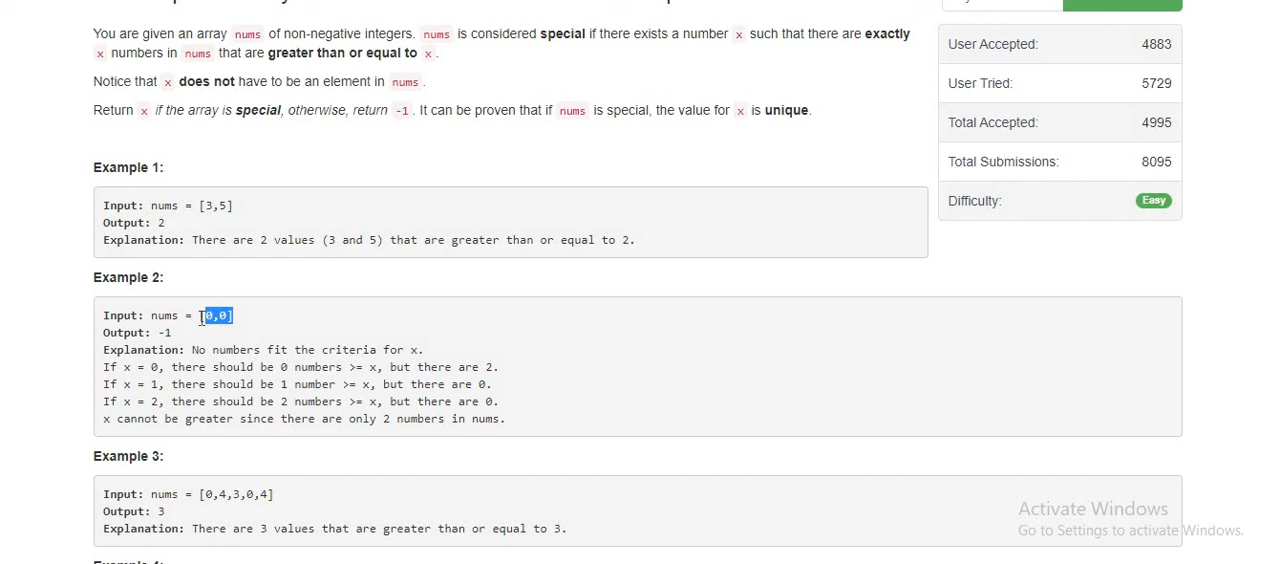 You are given an array nums of non-negative integers. nums is considered special if there exists a number x such that there are exactly
x numbers in nums that are greater than or equal to x.
Notice that x does not have to be an element in nums.
Return x if the array is special, otherwise, return -1. It can be proven that if nums is special, the value for x is unique.
User Accepted: 4883
User Tried: 5729
Total Accepted: 4995
Total Submissions: 8095
Difficulty: Easy
Example 1:
Input: nums = [3,5]
Output: 2
Explanation: There are 2 values (3 and 5) that are greater than or equal to 2.
Example 2:
Input: nums = [0,0]
Output: -1
Explanation: No numbers fit the criteria for x.
If x = 0, there should be 0 numbers >= x, but there are 2.
If x = 1, there should be 1 number >= x, but there are 0.
If x = 2, there should be 2 numbers >= x, but there are 0.
x cannot be greater since there are only 2 numbers in nums.
Example 3:
Input: nums = [0,4,3,0,4]
Output: 3
Explanation: There are 3 values that are greater than or equal to 3.
Activate Windows
Go to Settings to activate Windows.